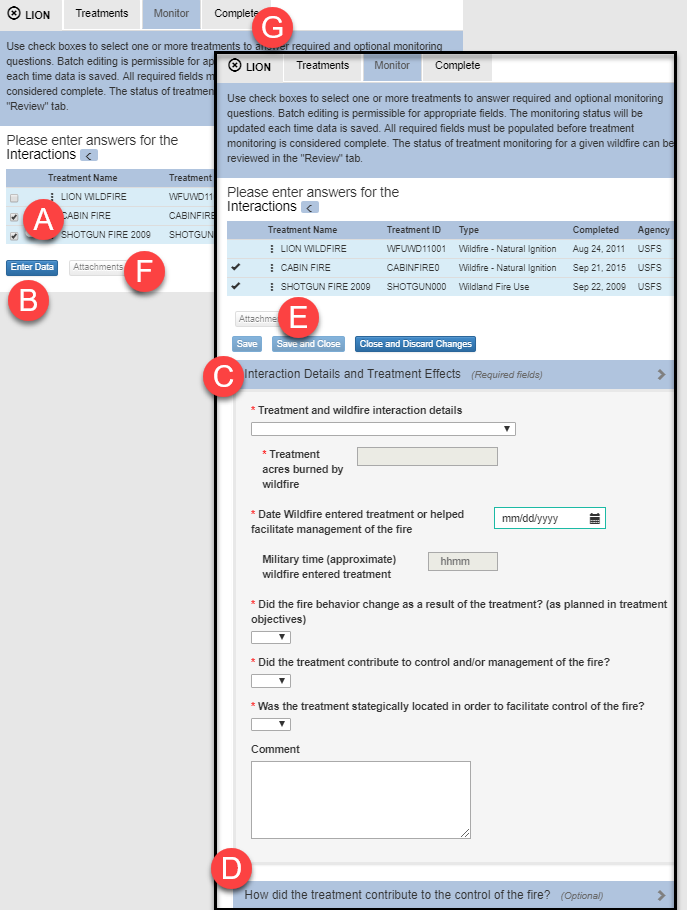 LION Treatments Monitor Complete
G
Use check boxes to select one or more treatments to answer required and optional monitoring
questions. Batch editing is permissible for ap
each time data is saved. All required fields m
considered complete. The status of treatmen
"Review" tab.
Please enter answers for the
Interactions <
Treatment Name Treatment
LION WILDFIRE WFUWD11
A CABIN FIRE CABINFIRE
SHOTGUN FIRE 2009 SHOTGUN
Enter Data Attachments F
B
LION Treatments Monitor Complete
Use check boxes to select one or more treatments to answer required and optional monitoring
questions. Batch editing is permissible for appropriate fields. The monitoring status will be
updated each time data is saved. All required fields must be populated before treatment
monitoring is considered complete. The status of treatment monitoring for a given wildfire can be
reviewed in the "Review" tab.
Please enter answers for the
Interactions <
Treatment Name Treatment ID Type Completed Agency
LION WILDFIRE WFUWD11001 Wildfire - Natural Ignition Aug 24, 2011 USFS
CABIN FIRE CABINFIRE0 Wildfire - Natural Ignition Sep 21, 2015 USFS
SHOTGUN FIRE 2009 SHOTGUN000 Wildland Fire Use Sep 22, 2009 USFS
Attachme E
Save Save and Close Close and Discard Changes
C Interaction Details and Treatment Effects (Required fields)
* Treatment and wildfire interaction details
* Treatment
acres burned by
wildfire
* Date Wildfire entered treatment or helped
facilitate management of the fire
mm/dd/yyyy
Military time (approximate)
wildfire entered treatment
hhmm
* Did the fire behavior change as a result of the treatment? (as planned in treatment
objectives)
* Did the treatment contribute to control and/or management of the fire?
* Was the treatment stategically located in order to facilitate control of the fire?
Comment
D
How did the treatment contribute to the control of the fire? (Optional)